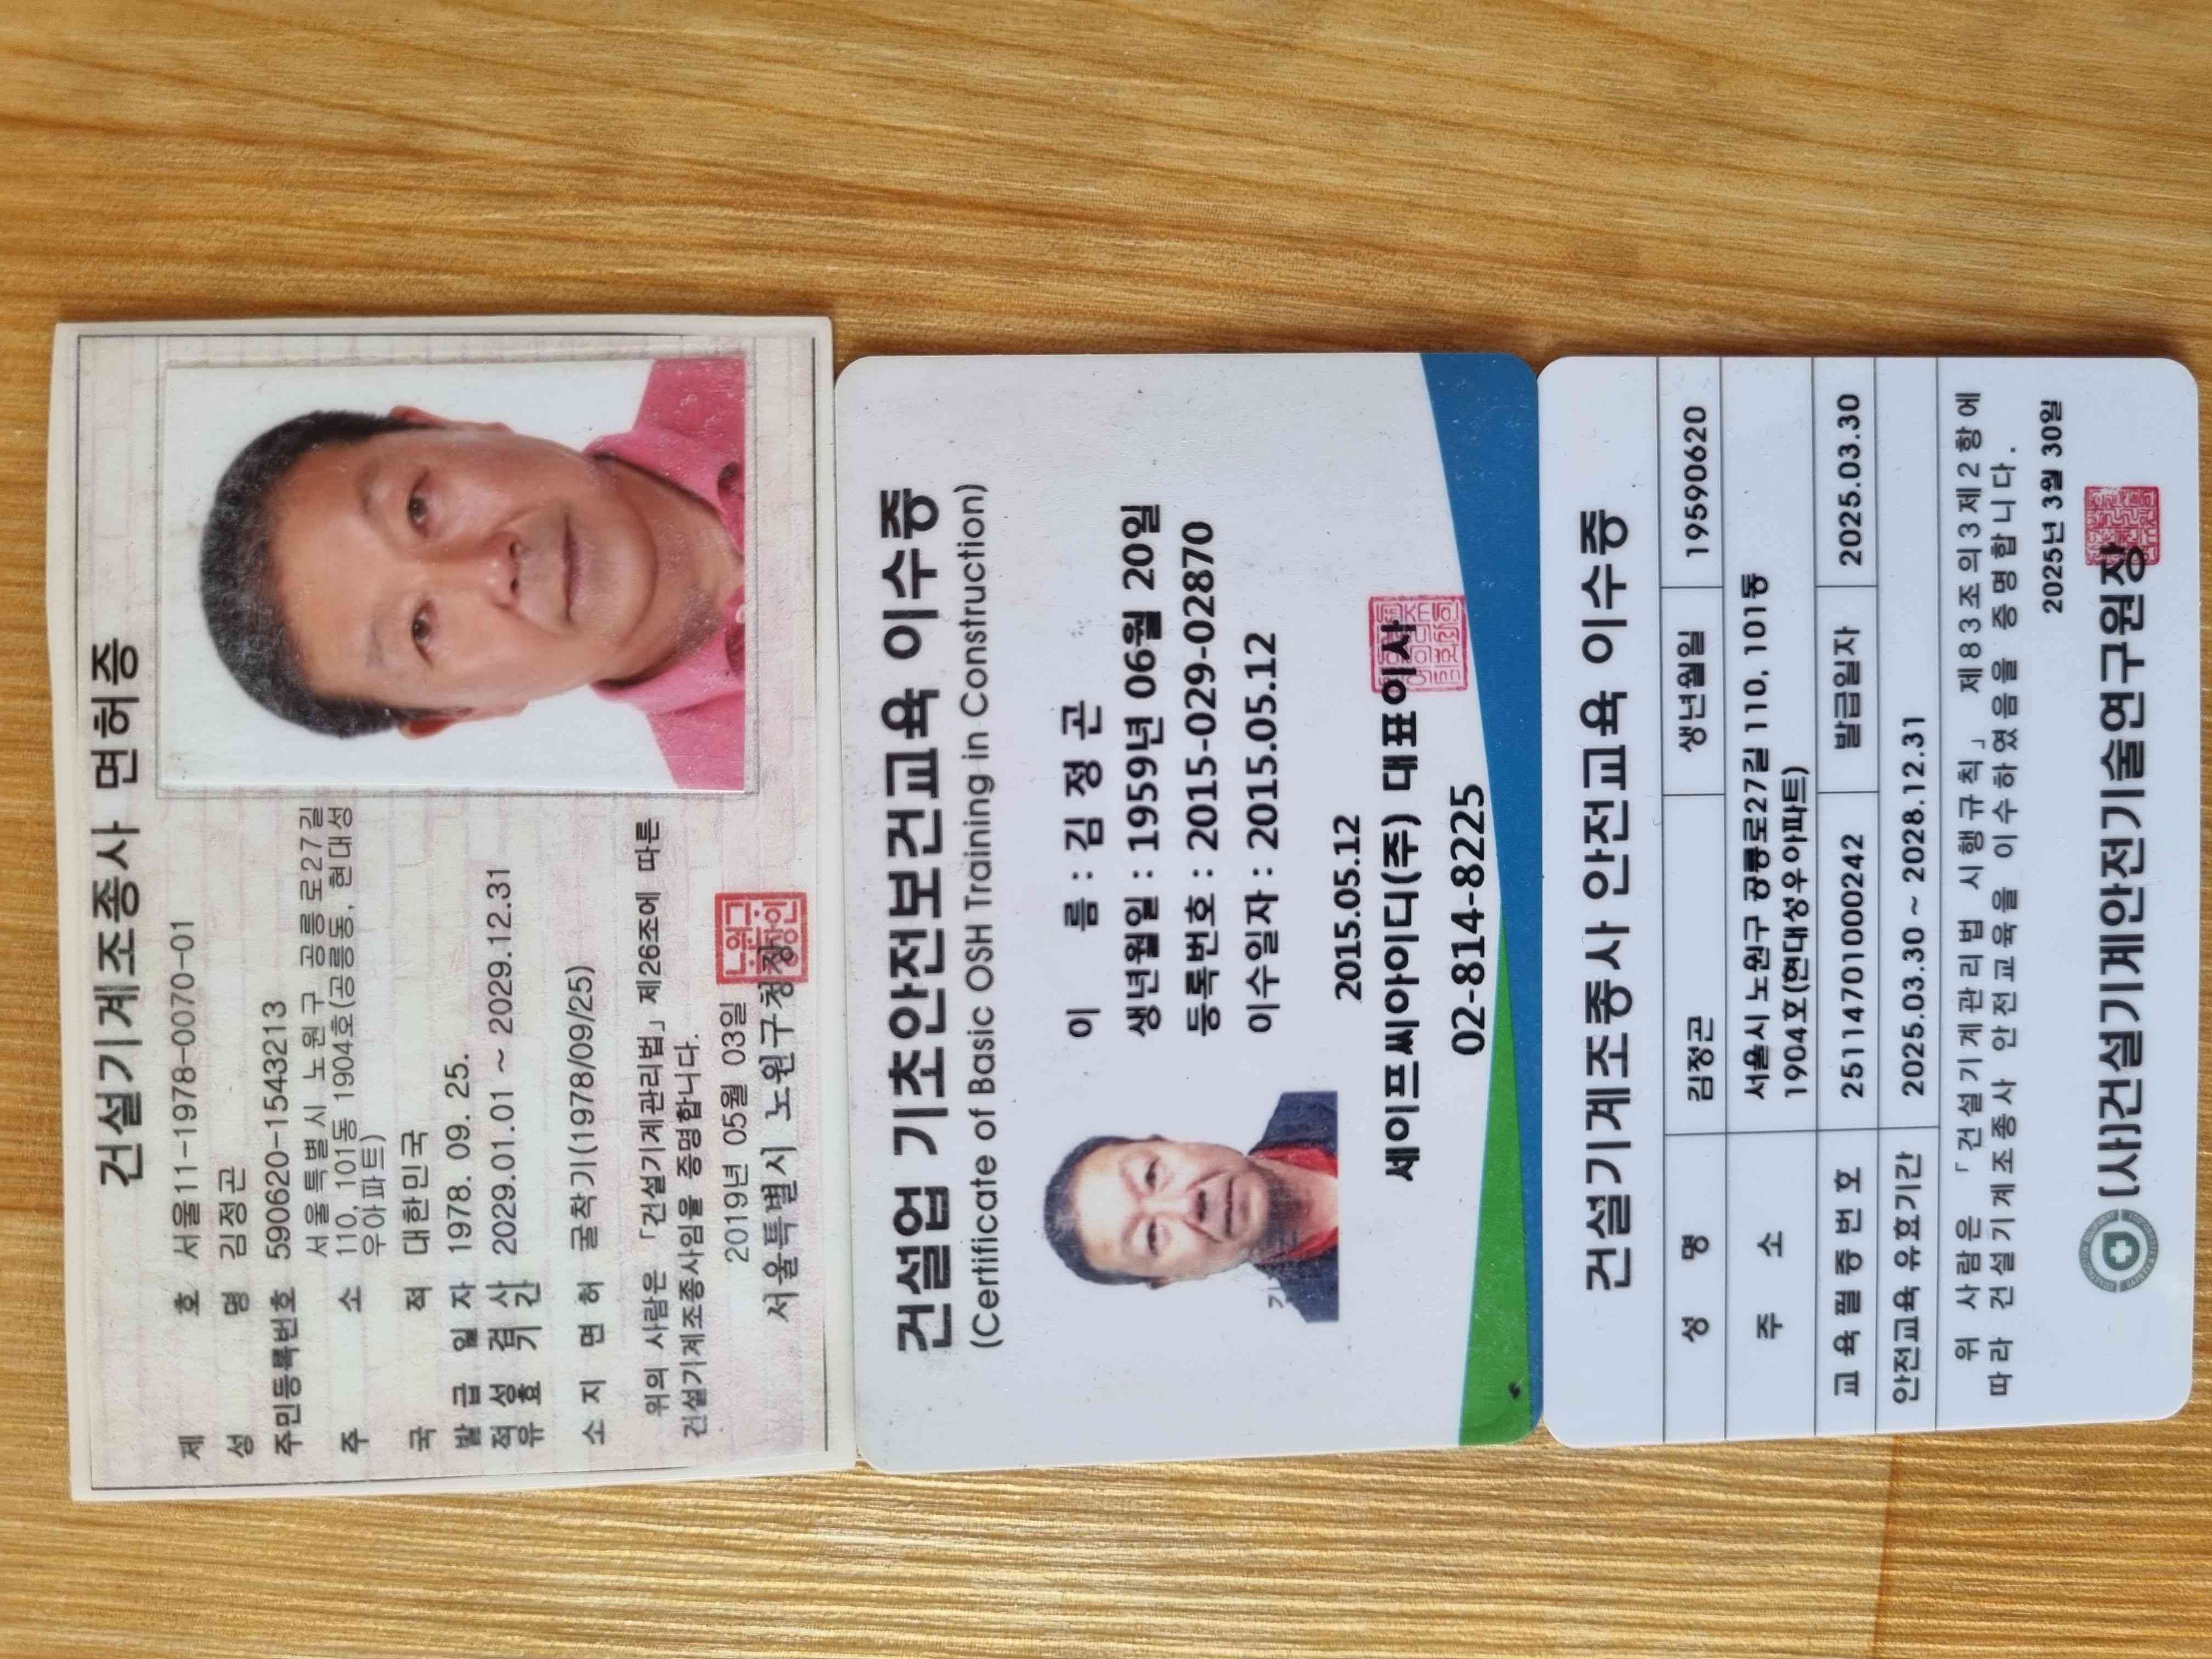 건설기계조종사 면허증
제 호 서울11-1978-0070-01
성 명 김정곤
주민등록번호 590620-1543213
주 소 서울특별시 노원구 공릉로27길
110, 101동 1904호(공릉동, 현대성
우아파트)
국 적 대한민국
발 급 일 자 1978. 09. 25.
적 성 검 사
유 효 기 간 2029.01.01 ~ 2029.12.31
소 지 면 허 굴착기(1978/09/25)
위의 사람은 「건설기계관리법」 제26조에 따른
건설기계조종사임을 증명합니다.
2019년 05월 03일
서울특별시 노원구청장
건설업 기초안전보건교육 이수증
(Certificate of Basic OSH Training in Construction)
이 름 : 김 정 곤
생년월일 : 1959년 06월 20일
등록번호 : 2015-029-02870
이수일자 : 2015.05.12
2015.05.12
세이프씨아이디(주) 대표이사
02-814-8225
건설기계조종사 안전교육 이수증
성 명 김정곤 생년월일 19590620
주 소 서울시 노원구 공릉로27길 110, 101동
1904호(현대성우아파트)
교 육 필 증 번 호 2511470101000242 발급일자 2025.03.30
안전교육 유효기간 2025.03.30 ~ 2028.12.31
위 사람은 「건설기계관리법 시행규칙」 제83조의3제2항에
따라 건설기계조종사 안전교육을 이수하였음을 증명합니다.
2025년 3월 30일
(사)건설기계안전기술연구원장